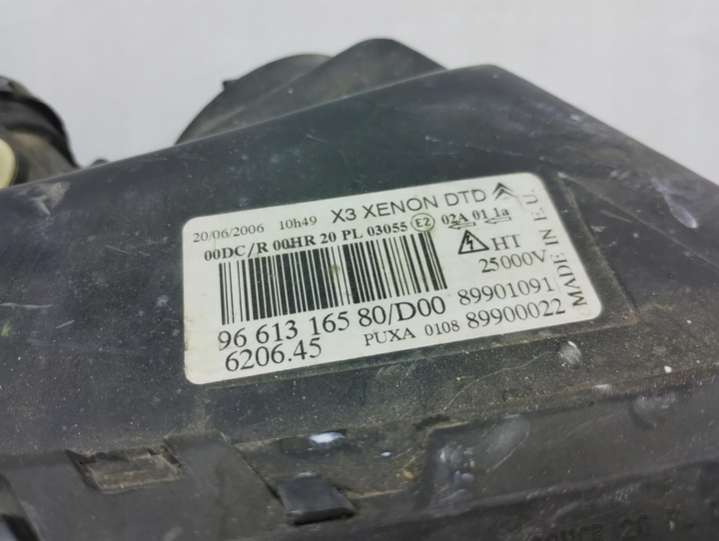 20/06/2006 10h49 X3 XENON DTD
00DC/R 00HR 20 PL 03055 E2 02A 01 1a
HT
25000V
96 613 165 80/D00 89901091
6206.45 PUXA 0108 89900022
MADE IN E.U.